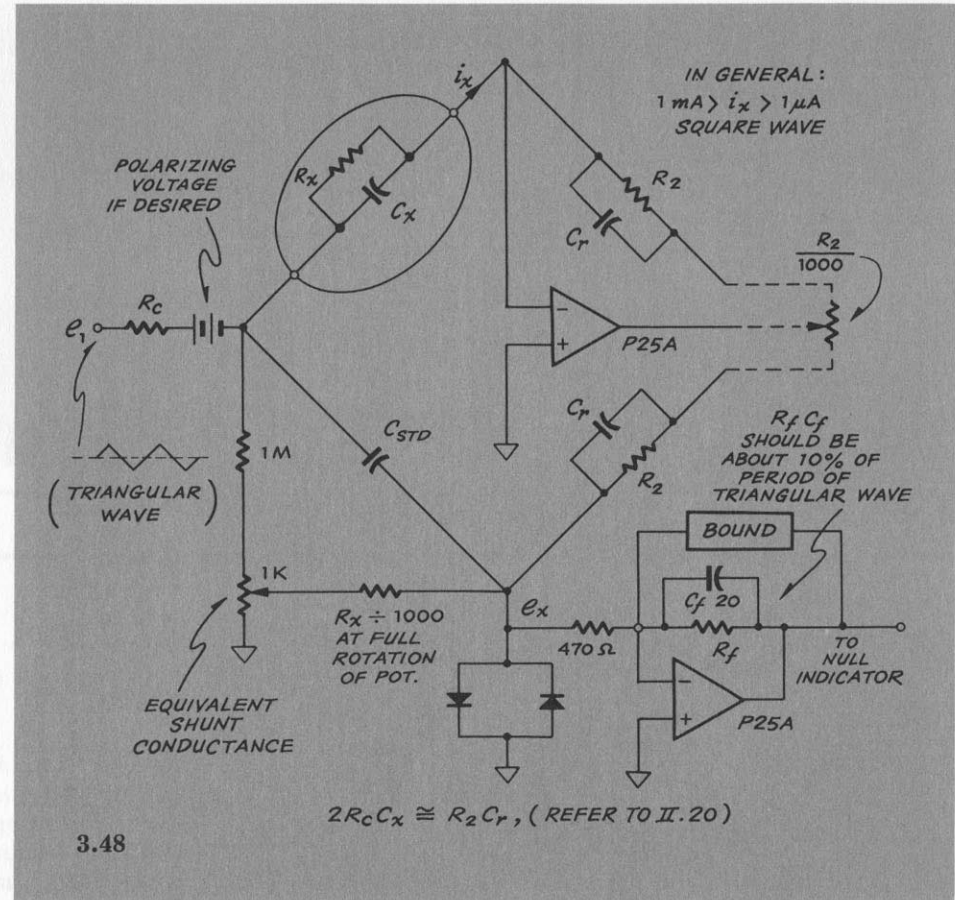 IN GENERAL:
1 mA > iₓ > 1 μA
SQUARE WAVE
iₓ
POLARIZING
VOLTAGE
IF DESIRED
Rₓ
Cₓ
R₂
Cᵣ
R₂
1000
e₁
R_C
−
+
P25A
C_STD
Cᵣ
R₂
1M
(TRIANGULAR
WAVE)
R_f C_f
SHOULD BE
ABOUT 10% OF
PERIOD OF
TRIANGULAR WAVE
BOUND
1K
Rₓ ÷ 1000
AT FULL
ROTATION
OF POT.
eₓ
470 Ω
C_f 20
R_f
TO
NULL
INDICATOR
EQUIVALENT
SHUNT
CONDUCTANCE
−
+
P25A
2R_C Cₓ ≅ R₂Cᵣ, (REFER TO II.20)
3.48